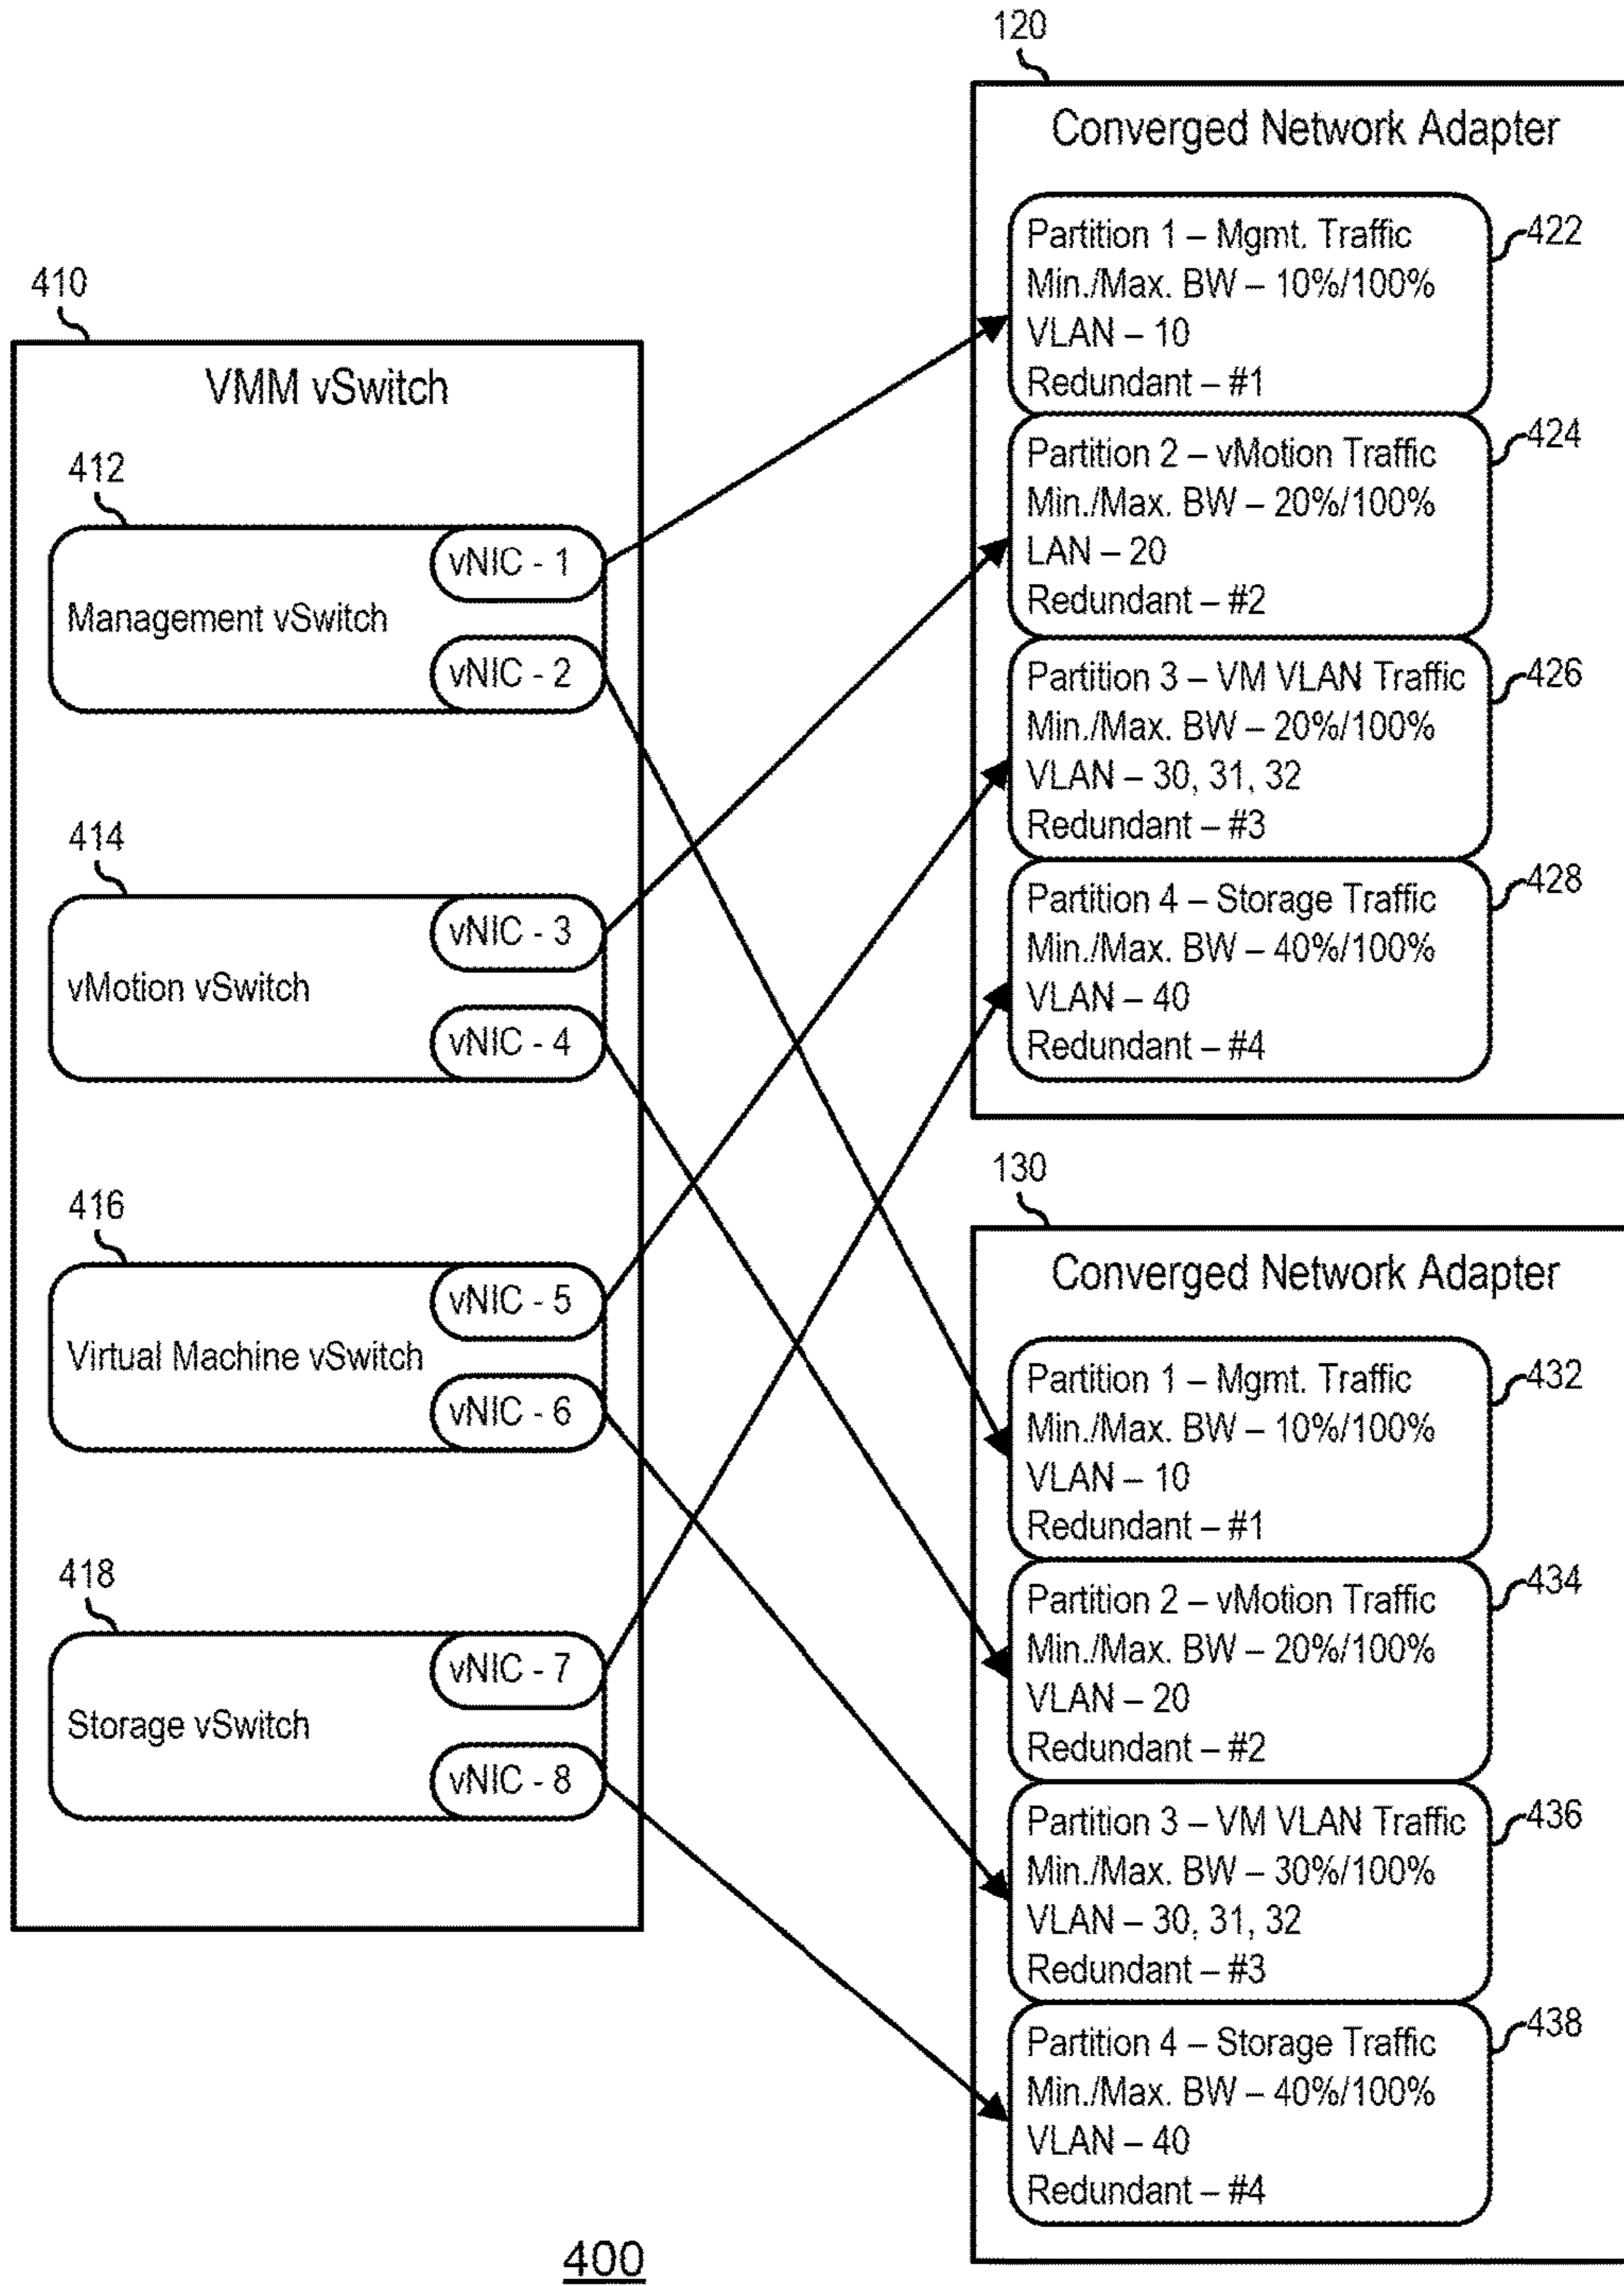 410
VMM vSwitch
412
vNIC - 1
Management vSwitch
vNIC - 2
414
vNIC - 3
vMotion vSwitch
vNIC - 4
416
vNIC - 5
Virtual Machine vSwitch
vNIC - 6
418
vNIC - 7
Storage vSwitch
vNIC - 8
120
Converged Network Adapter
Partition 1 – Mgmt. Traffic
422
Min./Max. BW – 10%/100%
VLAN – 10
Redundant – #1
Partition 2 – vMotion Traffic
424
Min./Max. BW – 20%/100%
LAN – 20
Redundant – #2
Partition 3 – VM VLAN Traffic
426
Min./Max. BW – 20%/100%
VLAN – 30, 31, 32
Redundant – #3
Partition 4 – Storage Traffic
428
Min./Max. BW – 40%/100%
VLAN – 40
Redundant – #4
130
Converged Network Adapter
Partition 1 – Mgmt. Traffic
432
Min./Max. BW – 10%/100%
VLAN – 10
Redundant – #1
Partition 2 – vMotion Traffic
434
Min./Max. BW – 20%/100%
VLAN – 20
Redundant – #2
Partition 3 – VM VLAN Traffic
436
Min./Max. BW – 30%/100%
VLAN – 30, 31, 32
Redundant – #3
Partition 4 – Storage Traffic
438
Min./Max. BW – 40%/100%
VLAN – 40
Redundant – #4
400